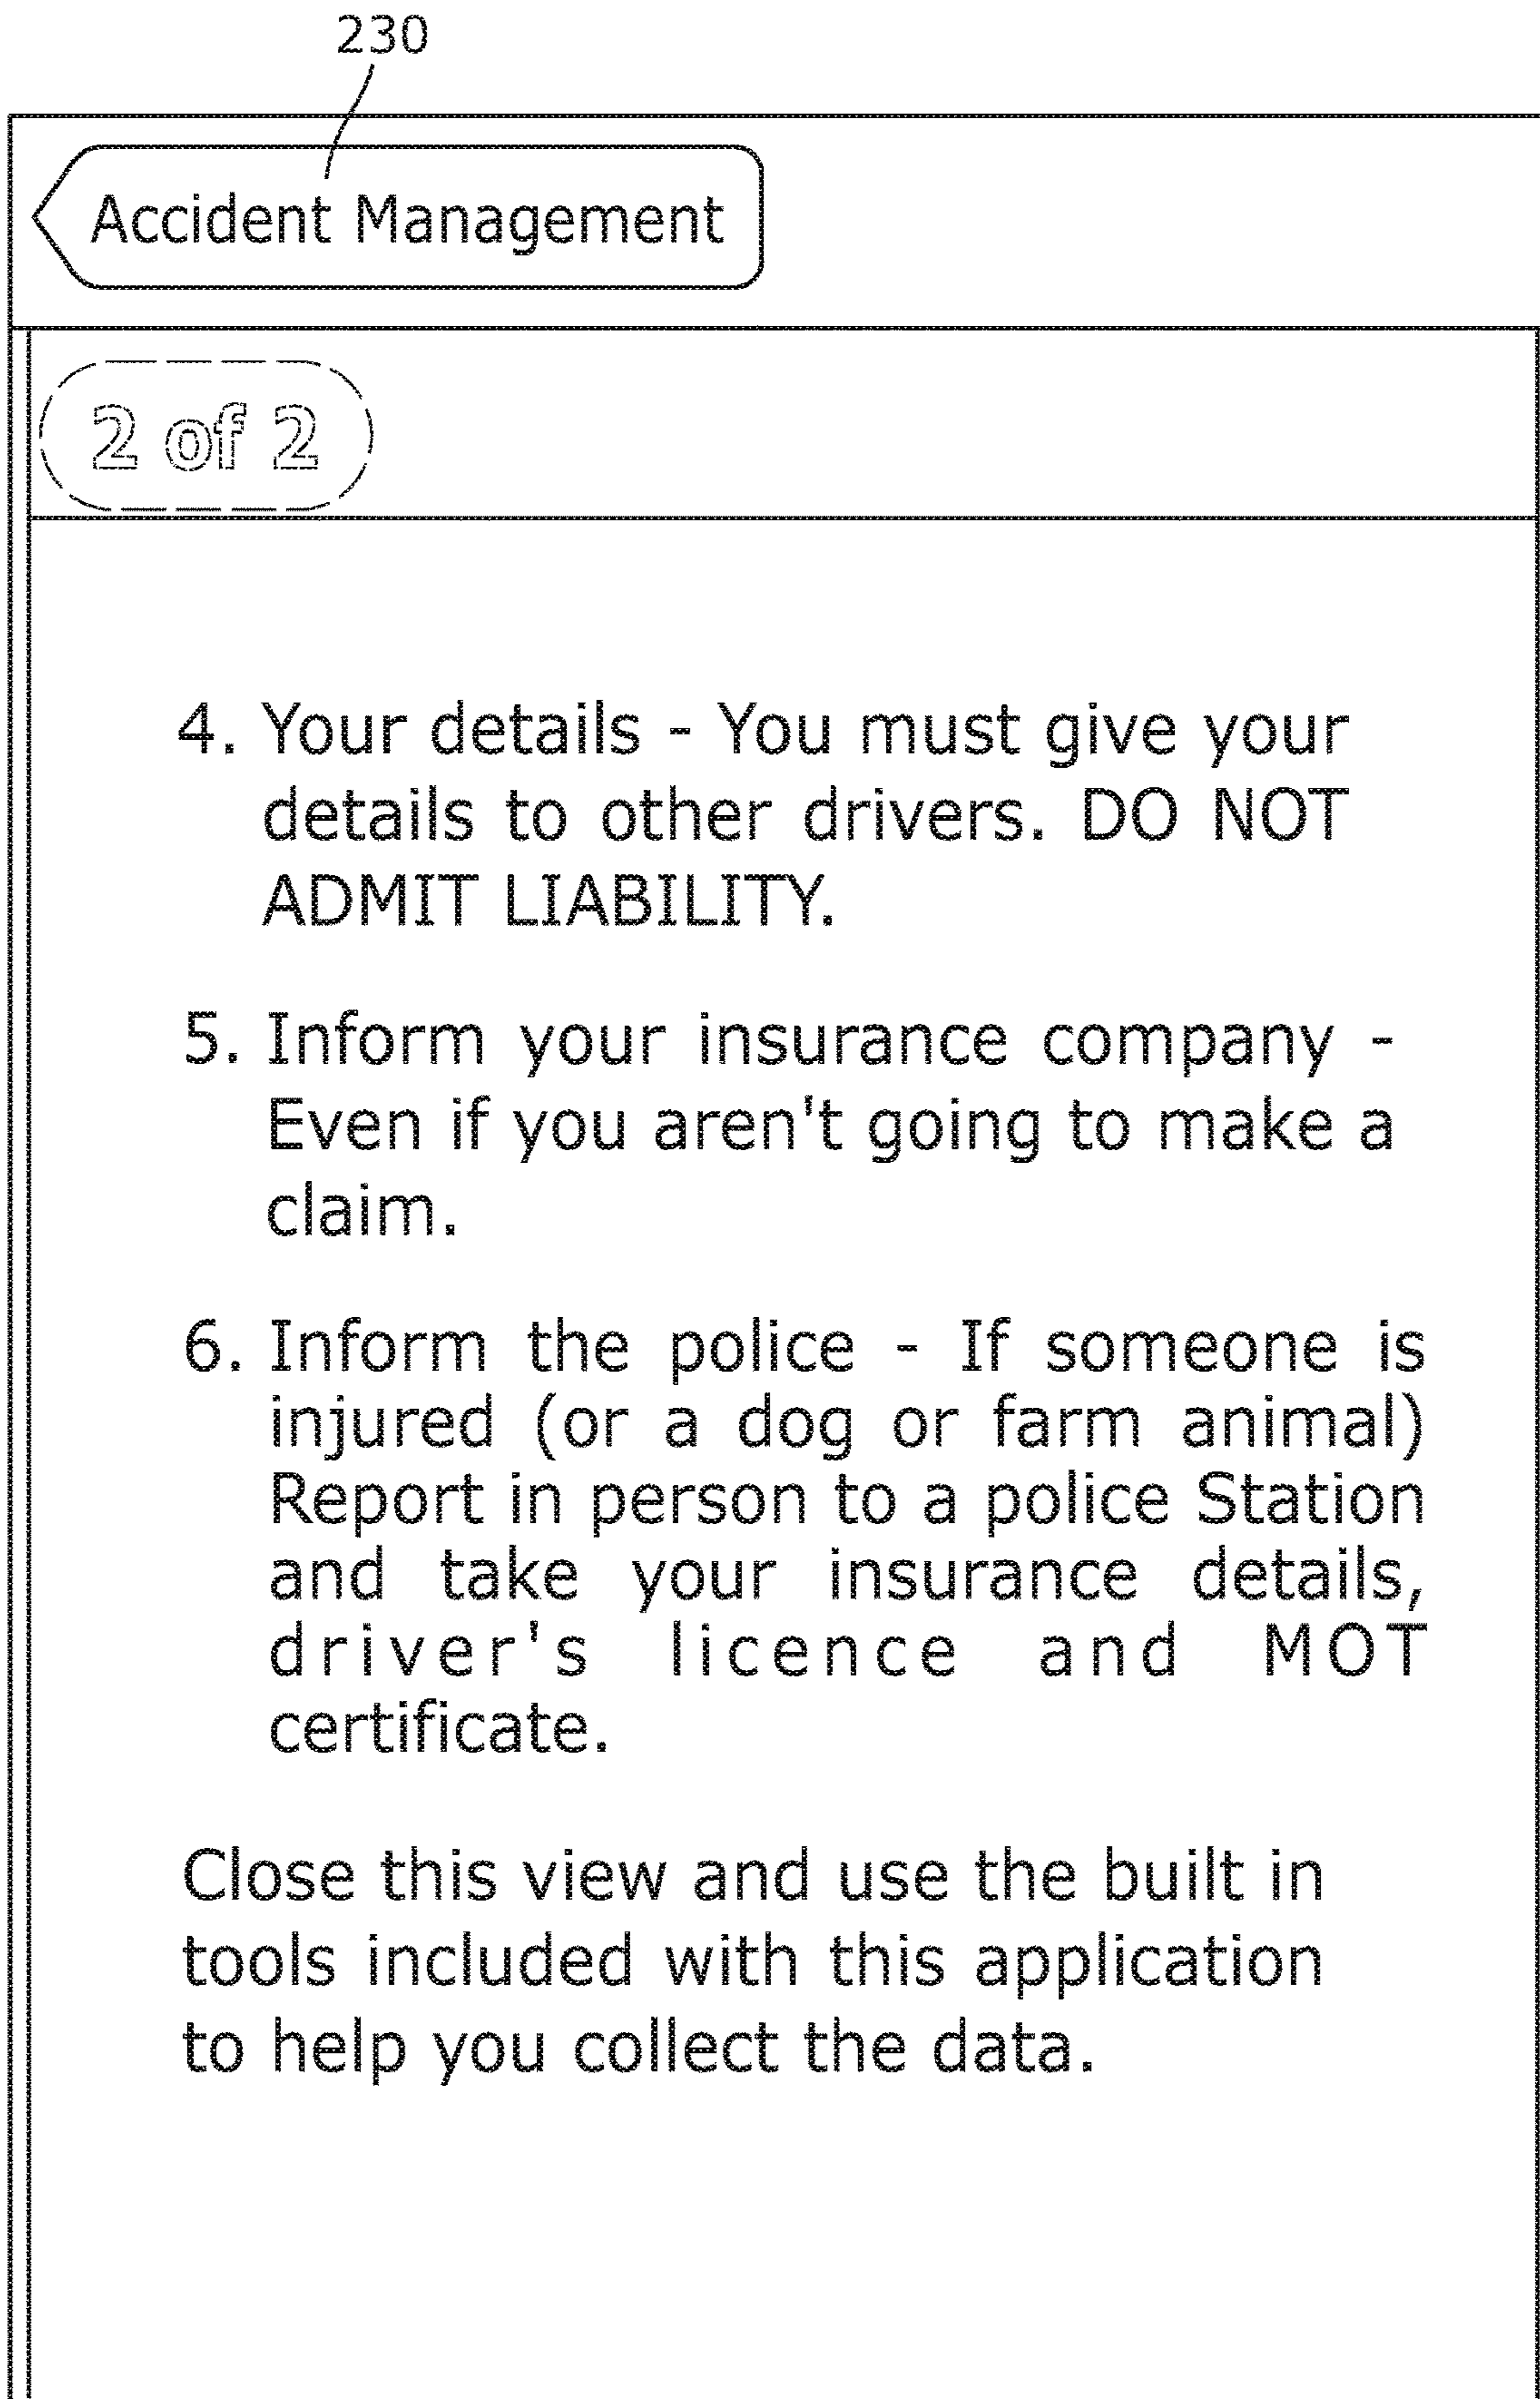 230
Accident Management
2 of 2
4. Your details - You must give your
details to other drivers. DO NOT
ADMIT LIABILITY.
5. Inform your insurance company -
Even if you aren't going to make a
claim.
6. Inform the police - If someone is
injured (or a dog or farm animal)
Report in person to a police Station
and take your insurance details,
driver's licence and MOT
certificate.
Close this view and use the built in
tools included with this application
to help you collect the data.